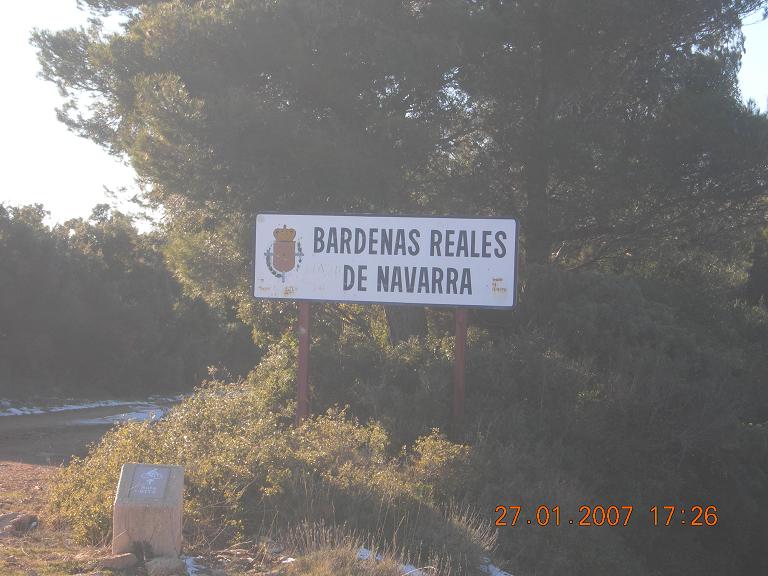 BARDENAS REALES
DE NAVARRA
27.01.2007 17:26